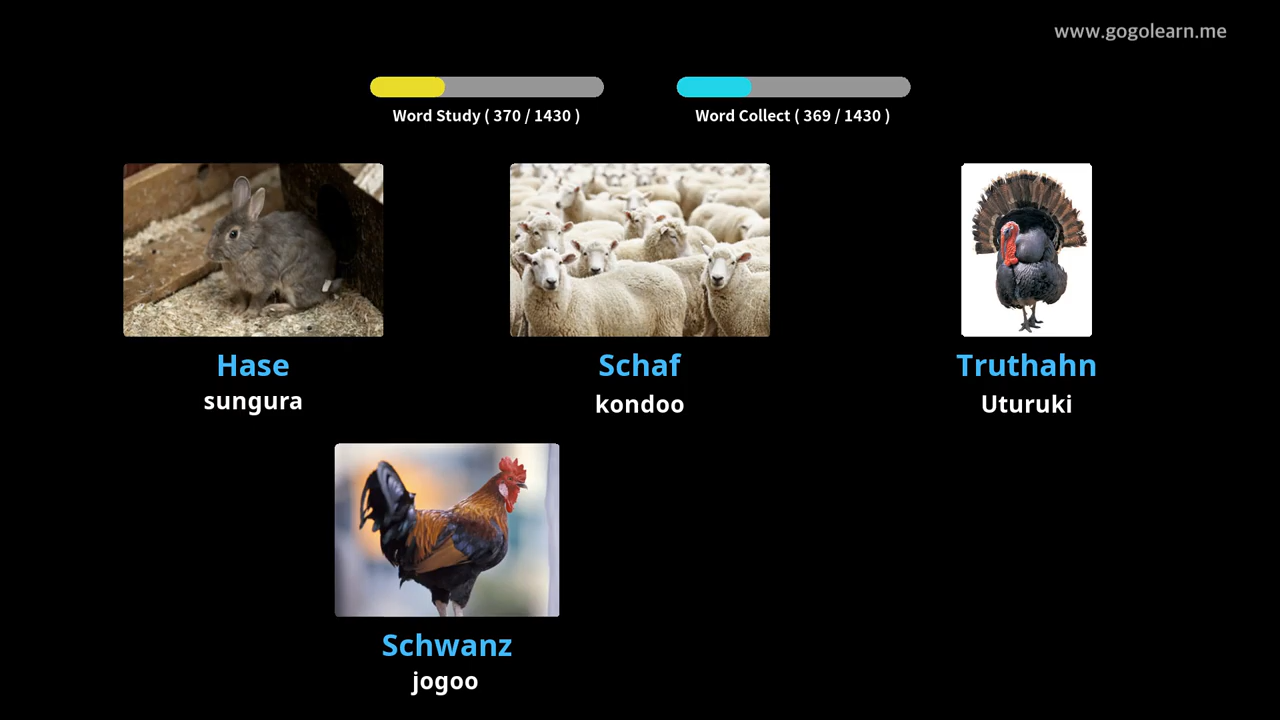 www.gogolearn.me
Word Study ( 370 / 1430 )
Word Collect ( 369 / 1430 )
Hase
sungura
Schaf
kondoo
Truthahn
Uturuki
Schwanz
jogoo